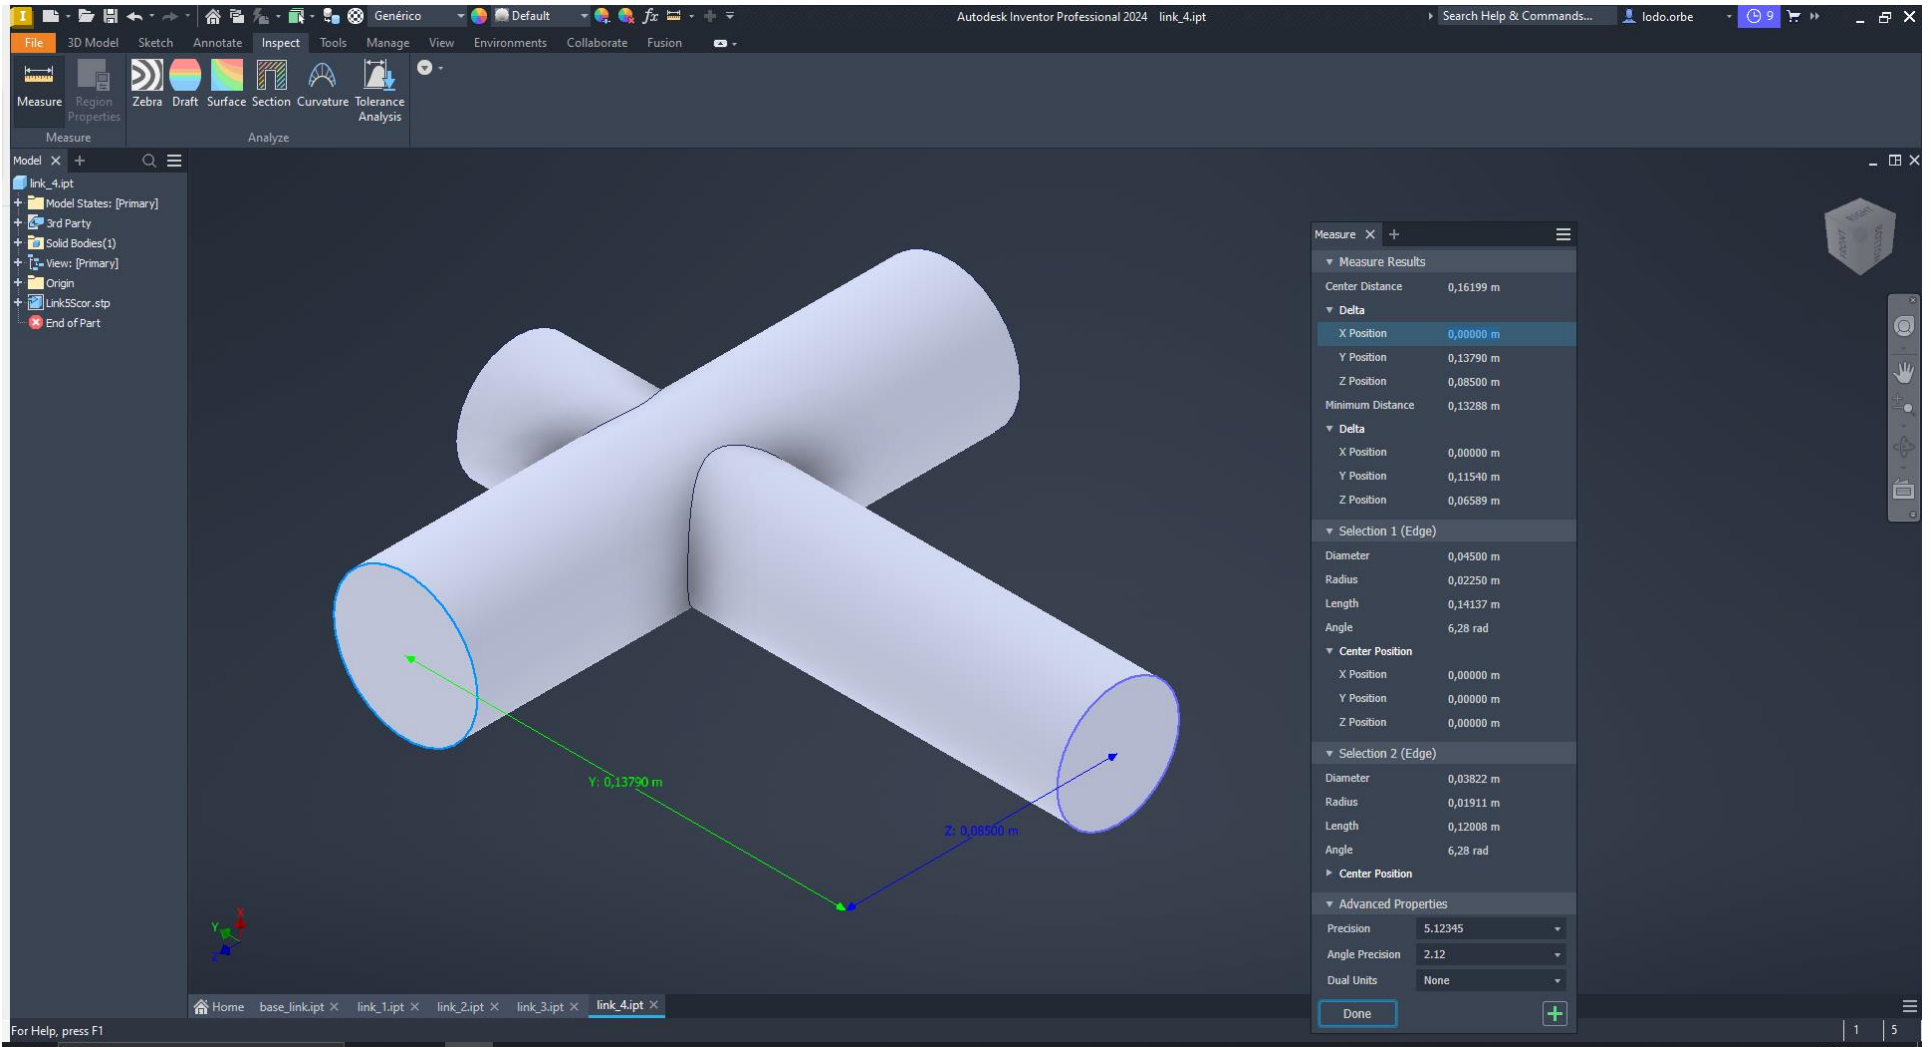 Genérico
Default
Autodesk Inventor Professional 2024 link_4.ipt
Search Help & Commands...
lodo.orbe
9
File 3D Model Sketch Annotate Inspect Tools Manage View Environments Collaborate Fusion
Measure
Region Properties
Zebra
Draft
Surface
Section
Curvature
Tolerance Analysis
Measure
Analyze
Model
link_4.ipt
Model States: [Primary]
3rd Party
Solid Bodies(1)
View: [Primary]
Origin
Link5Scor.stp
End of Part
RIGHT
FRONT
BOTTOM
Y: 0,13790 m
Z: 0,08500 m
X
Y
Z
Measure
Measure Results
Center Distance 0,16199 m
Delta
X Position 0,00000 m
Y Position 0,13790 m
Z Position 0,08500 m
Minimum Distance 0,13288 m
Delta
X Position 0,00000 m
Y Position 0,11540 m
Z Position 0,06589 m
Selection 1 (Edge)
Diameter 0,04500 m
Radius 0,02250 m
Length 0,14137 m
Angle 6,28 rad
Center Position
X Position 0,00000 m
Y Position 0,00000 m
Z Position 0,00000 m
Selection 2 (Edge)
Diameter 0,03822 m
Radius 0,01911 m
Length 0,12008 m
Angle 6,28 rad
Center Position
Advanced Properties
Precision 5.12345
Angle Precision 2.12
Dual Units None
Done
Home base_link.ipt link_1.ipt link_2.ipt link_3.ipt link_4.ipt
For Help, press F1
1 5